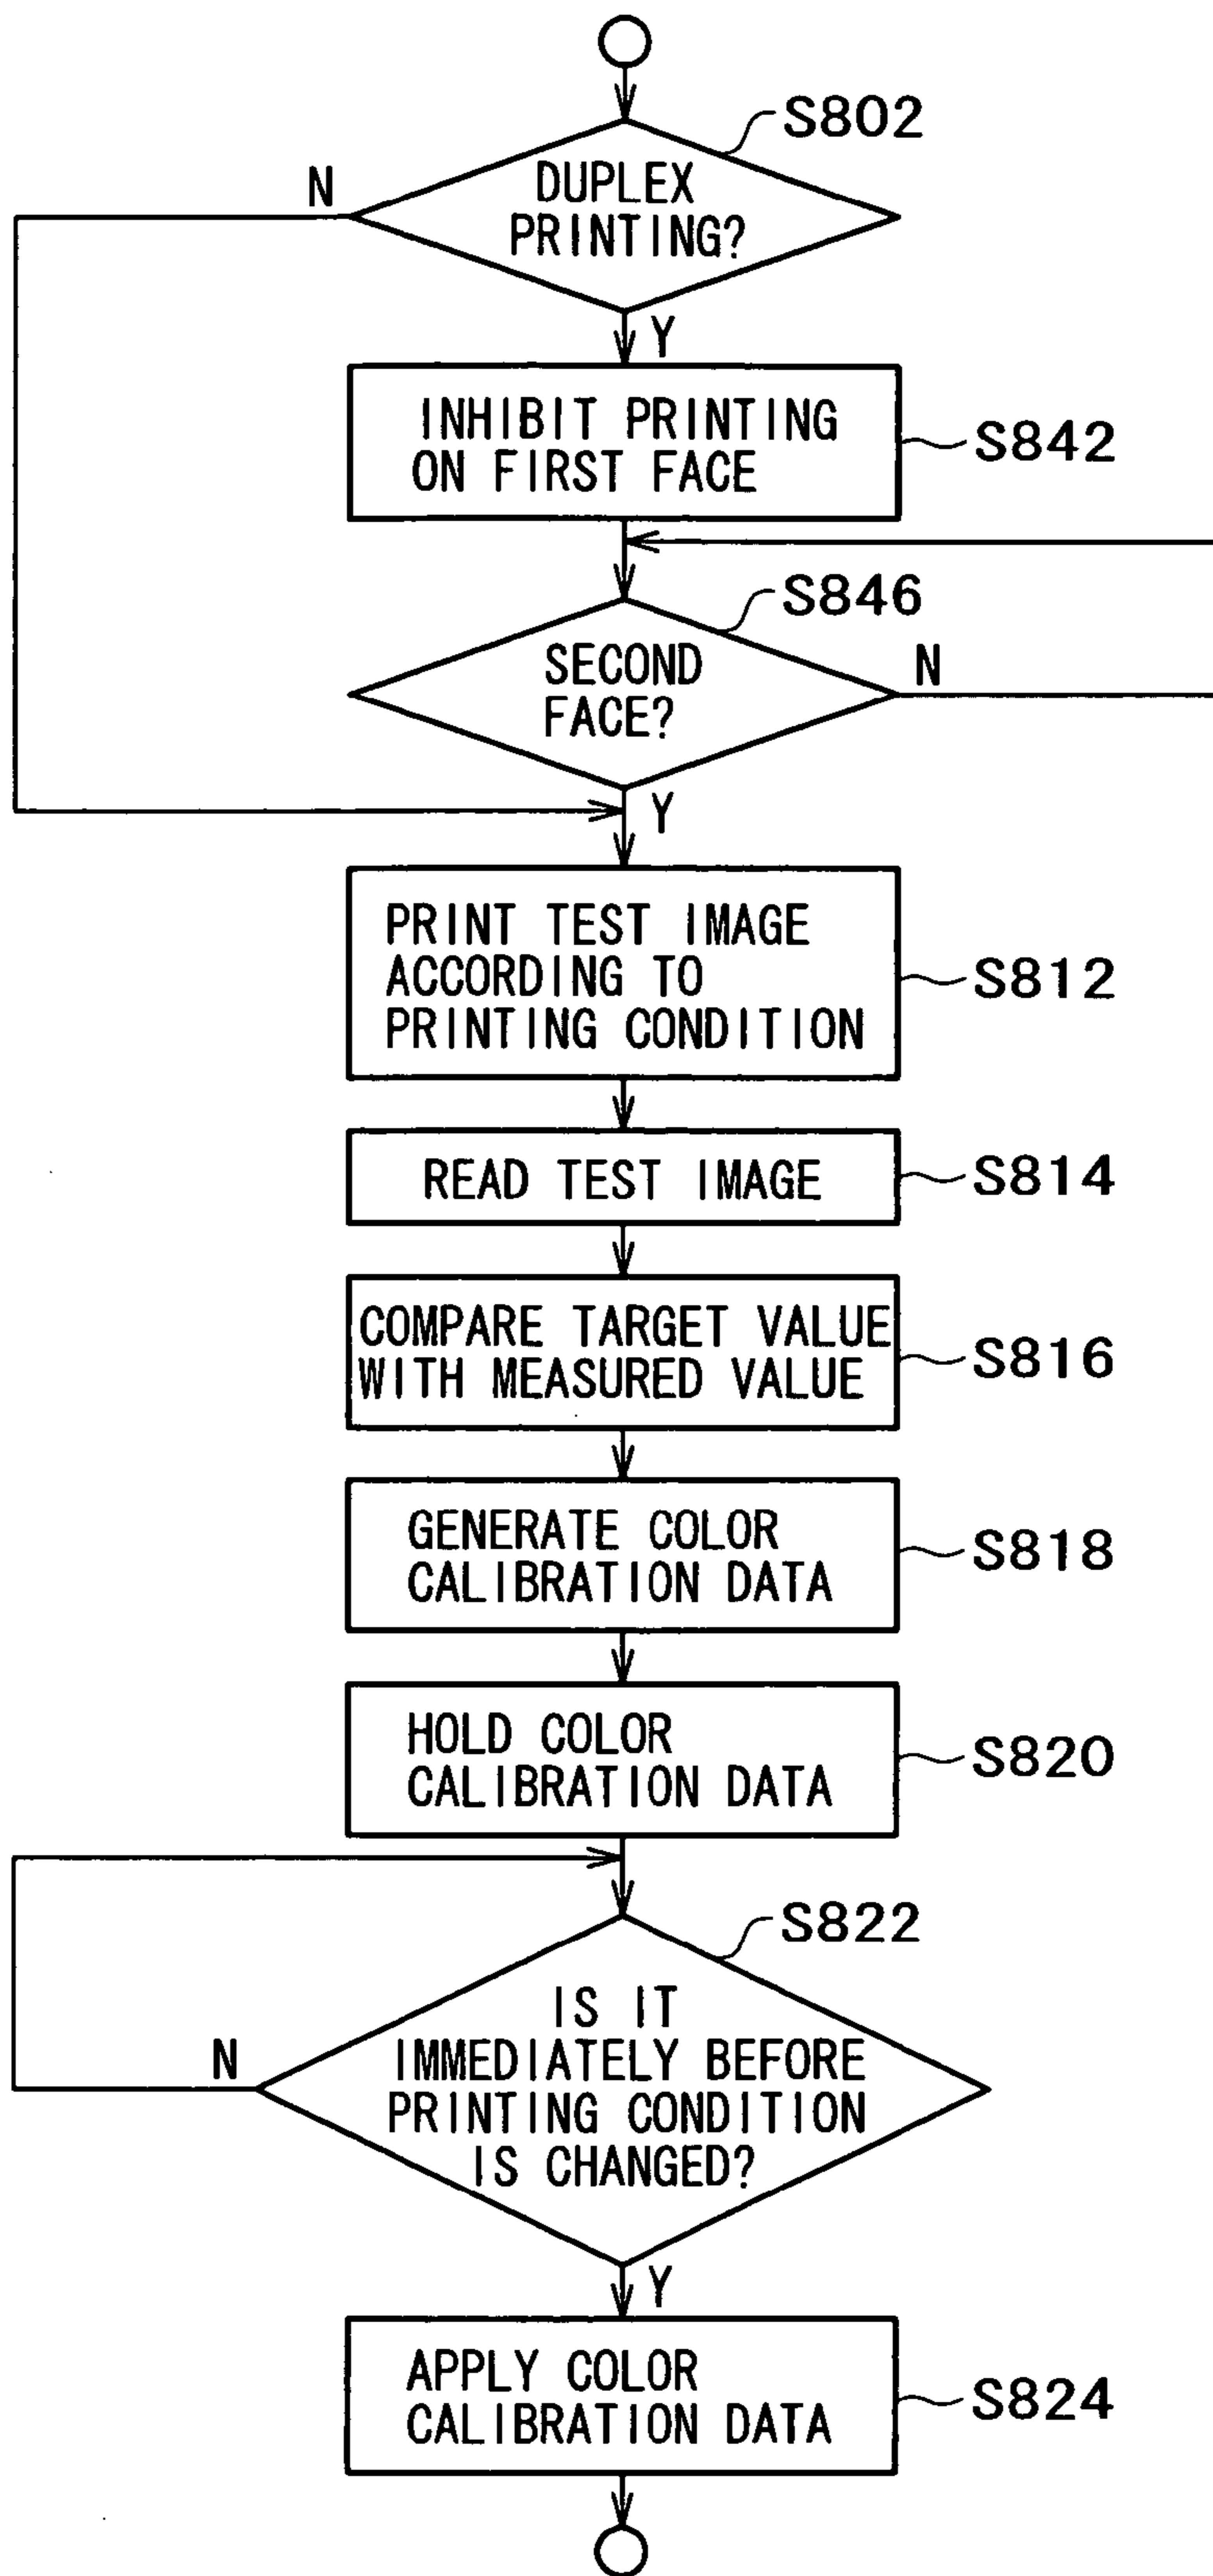 S802
DUPLEX
PRINTING?
N
Y
INHIBIT PRINTING
ON FIRST FACE
S842
S846
SECOND
FACE?
N
Y
PRINT TEST IMAGE
ACCORDING TO
PRINTING CONDITION
S812
READ TEST IMAGE
S814
COMPARE TARGET VALUE
WITH MEASURED VALUE
S816
GENERATE COLOR
CALIBRATION DATA
S818
HOLD COLOR
CALIBRATION DATA
S820
S822
IS IT
IMMEDIATELY BEFORE
PRINTING CONDITION
IS CHANGED?
N
Y
APPLY COLOR
CALIBRATION DATA
S824